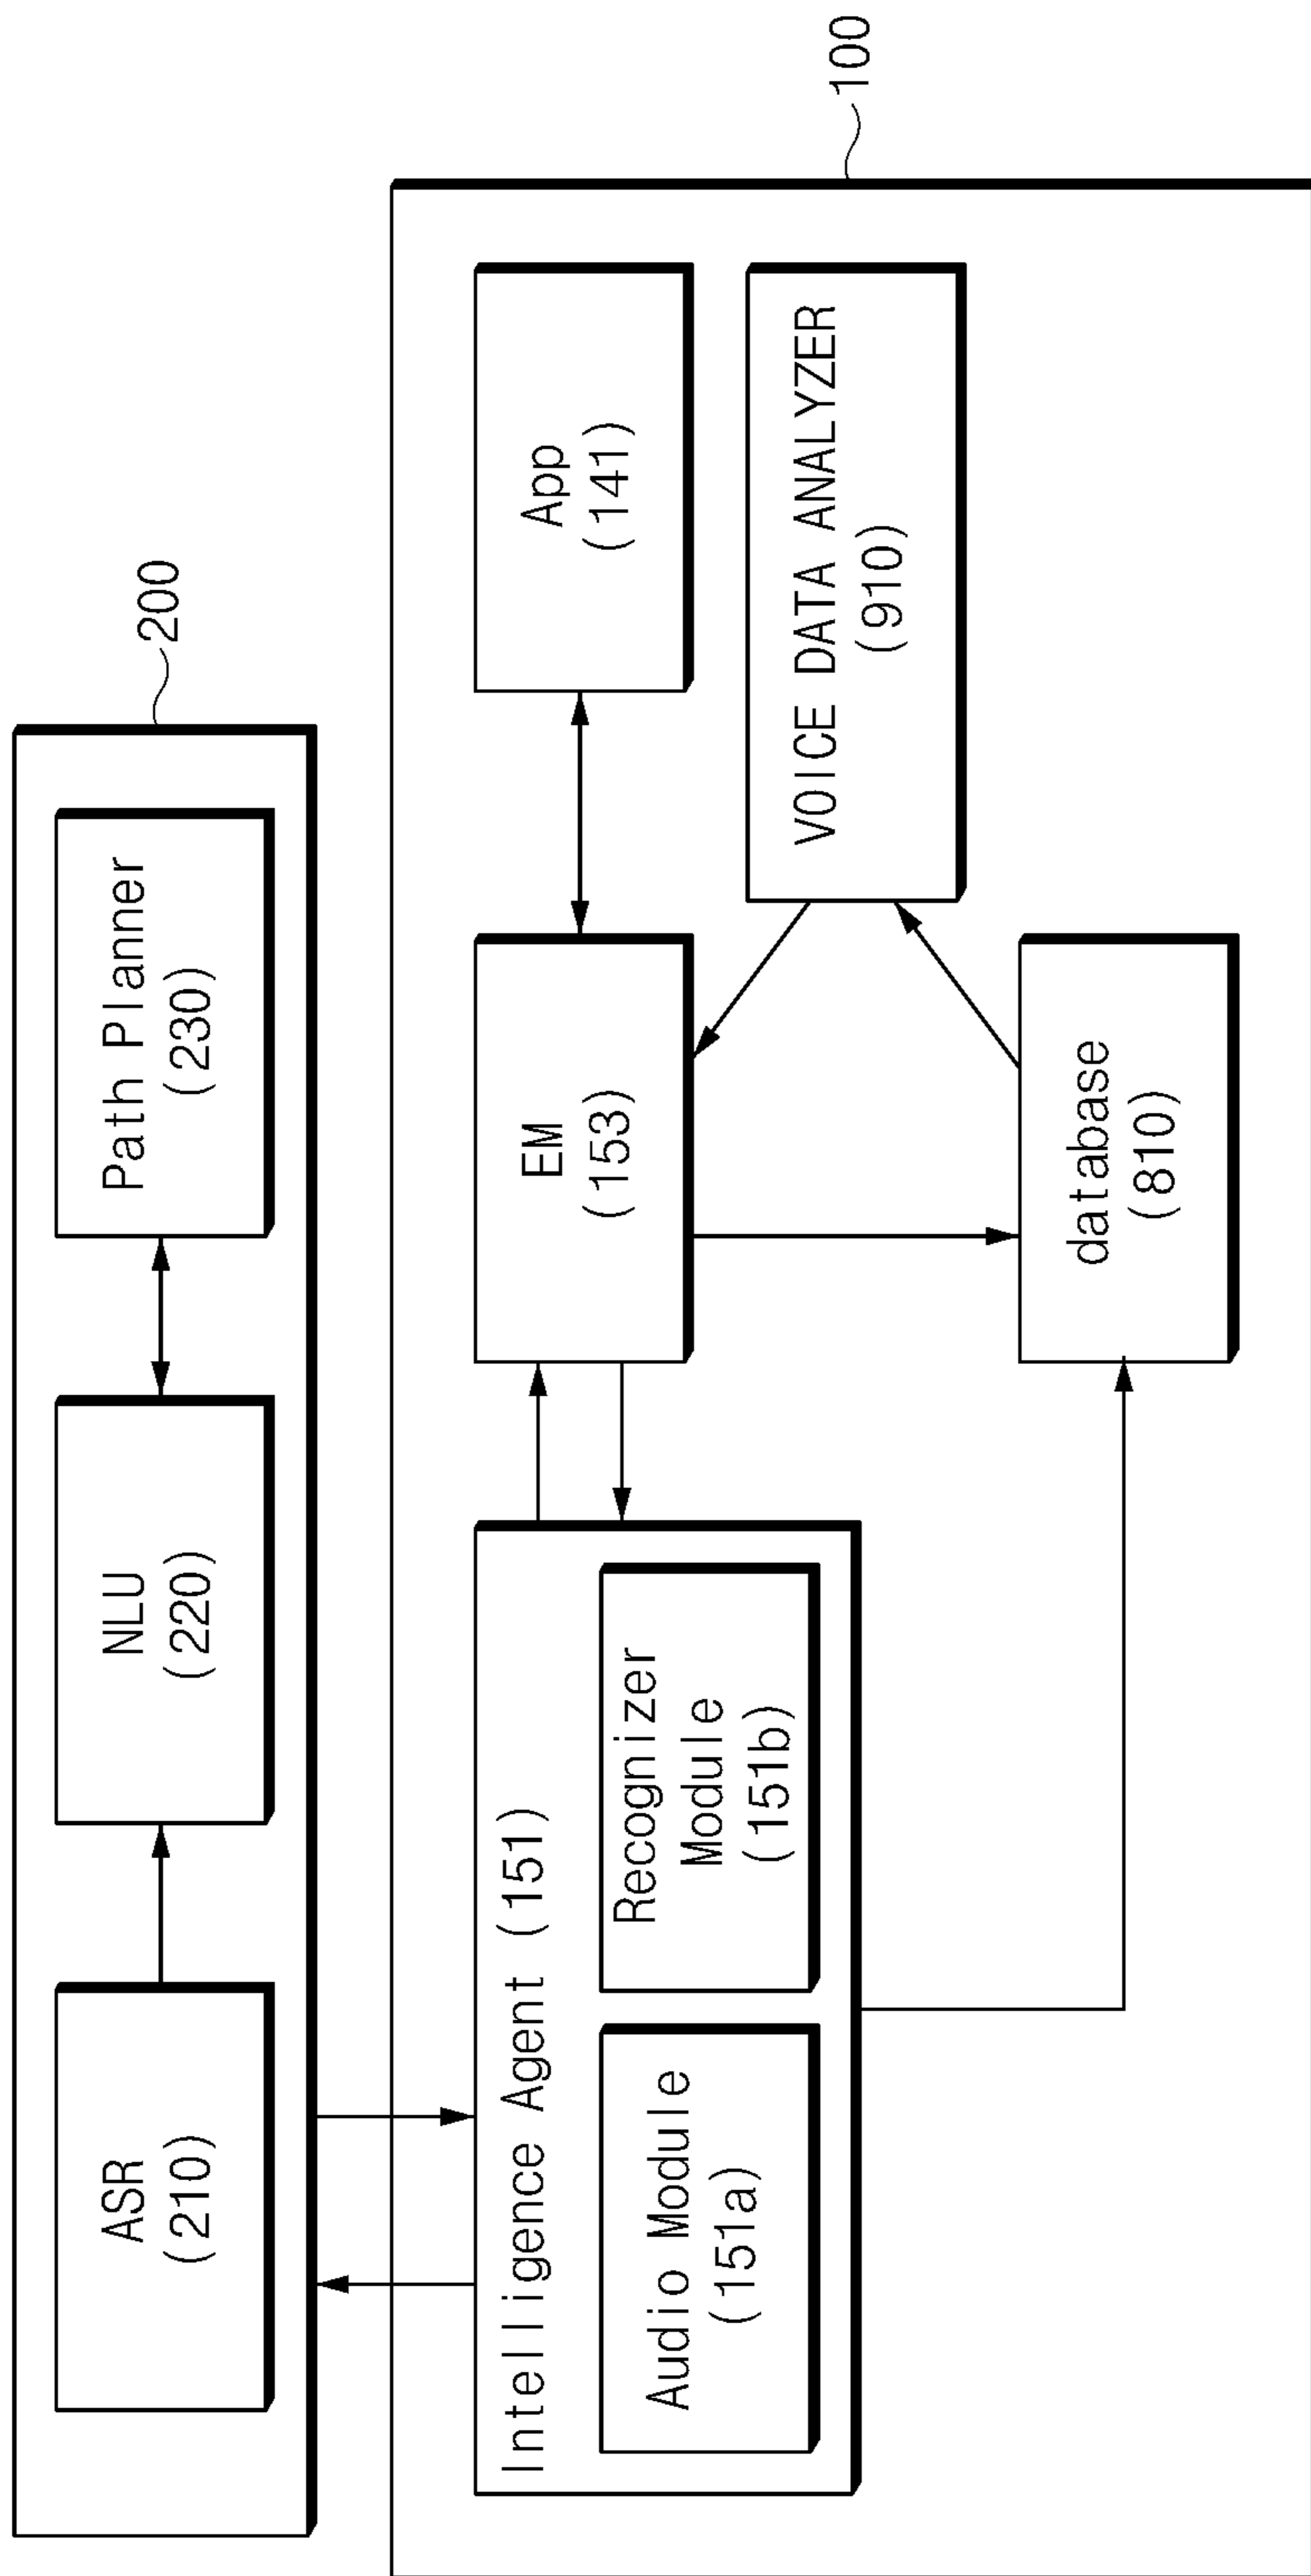 200
ASR
(210)
NLU
(220)
Path Planner
(230)
100
Intelligence Agent (151)
Audio Module
(151a)
Recognizer
Module
(151b)
EM
(153)
App
(141)
VOICE DATA ANALYZER
(910)
database
(810)